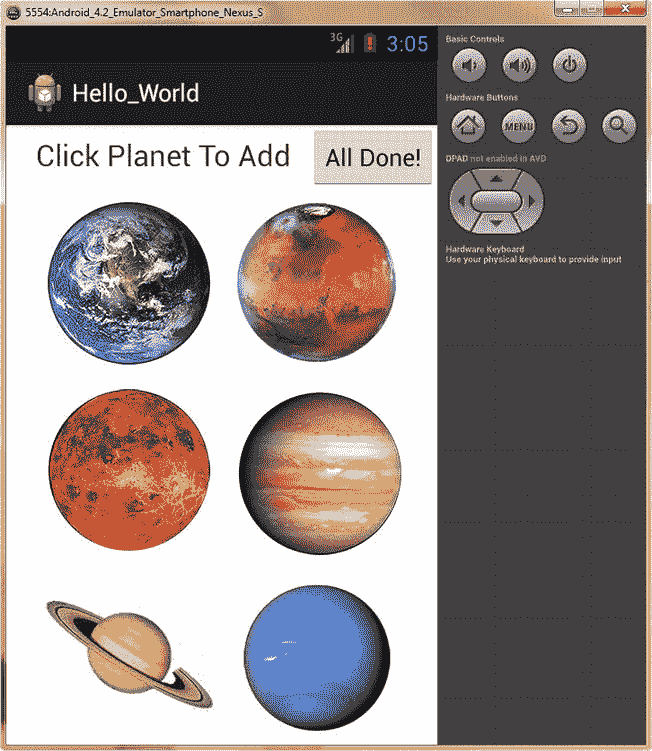 5554:Android_4.2_Emulator_Smartphone_Nexus_S
3G
3:05
Hello_World
Click Planet To Add
All Done!
Basic Controls
Hardware Buttons
MENU
DPAD not enabled in AVD
Hardware Keyboard
Use your physical keyboard to provide input